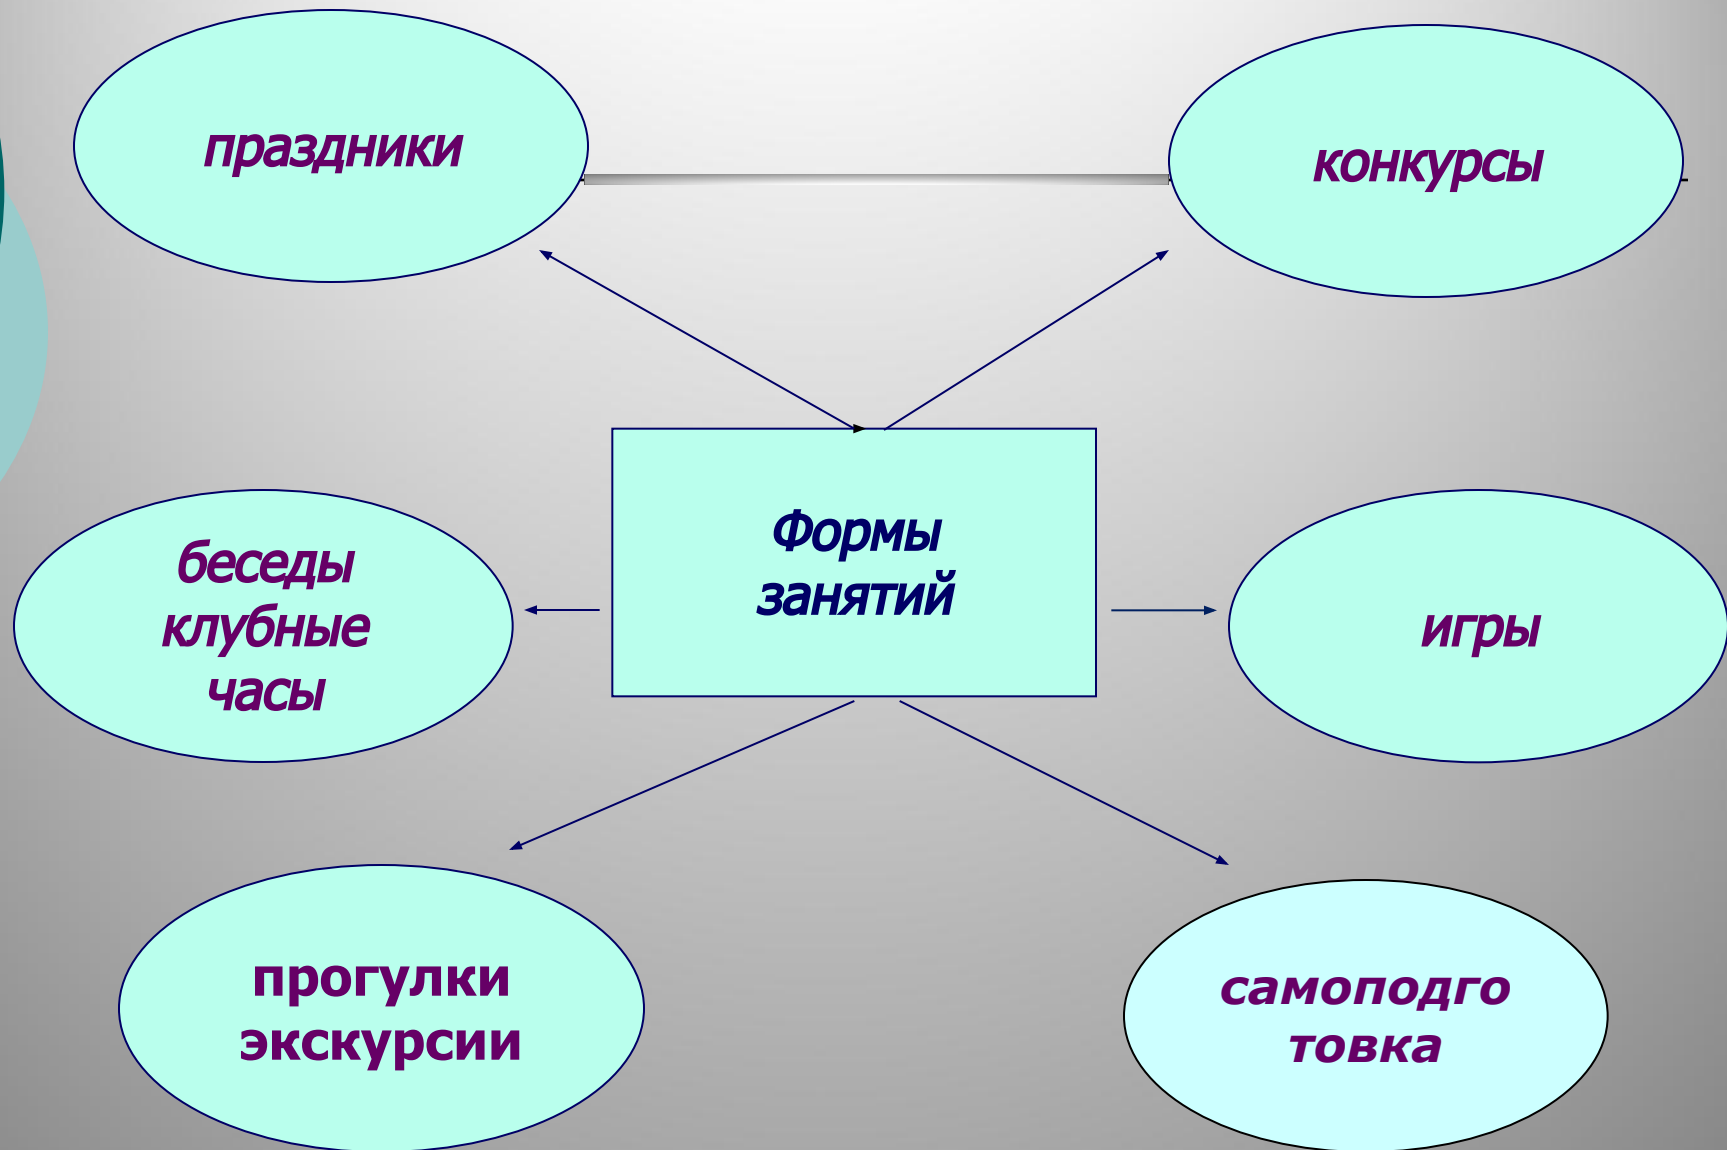 праздники
конкурсы
Формы
занятий
беседы
клубные
часы
игры
прогулки
экскурсии
самоподго
товка